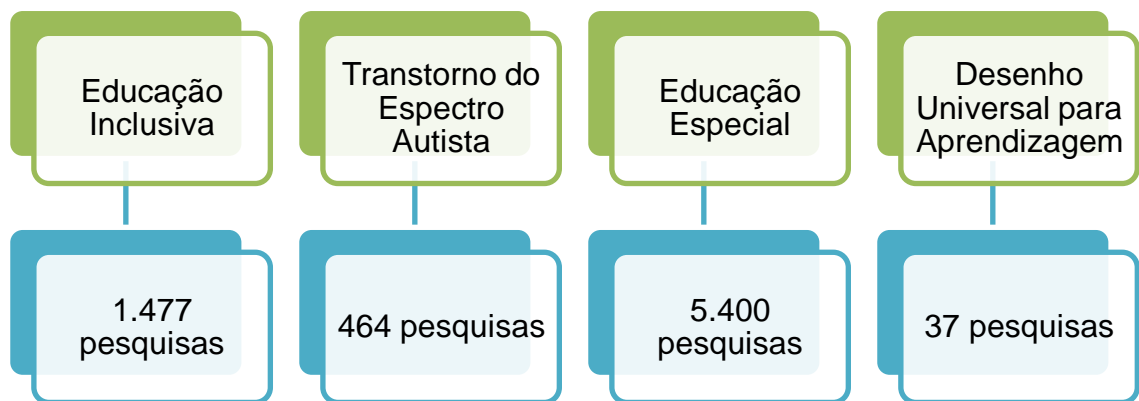 Educação
Inclusiva
Transtorno do
Espectro
Autista
Educação
Especial
Desenho
Universal para
Aprendizagem
1.477
pesquisas
464 pesquisas
5.400
pesquisas
37 pesquisas